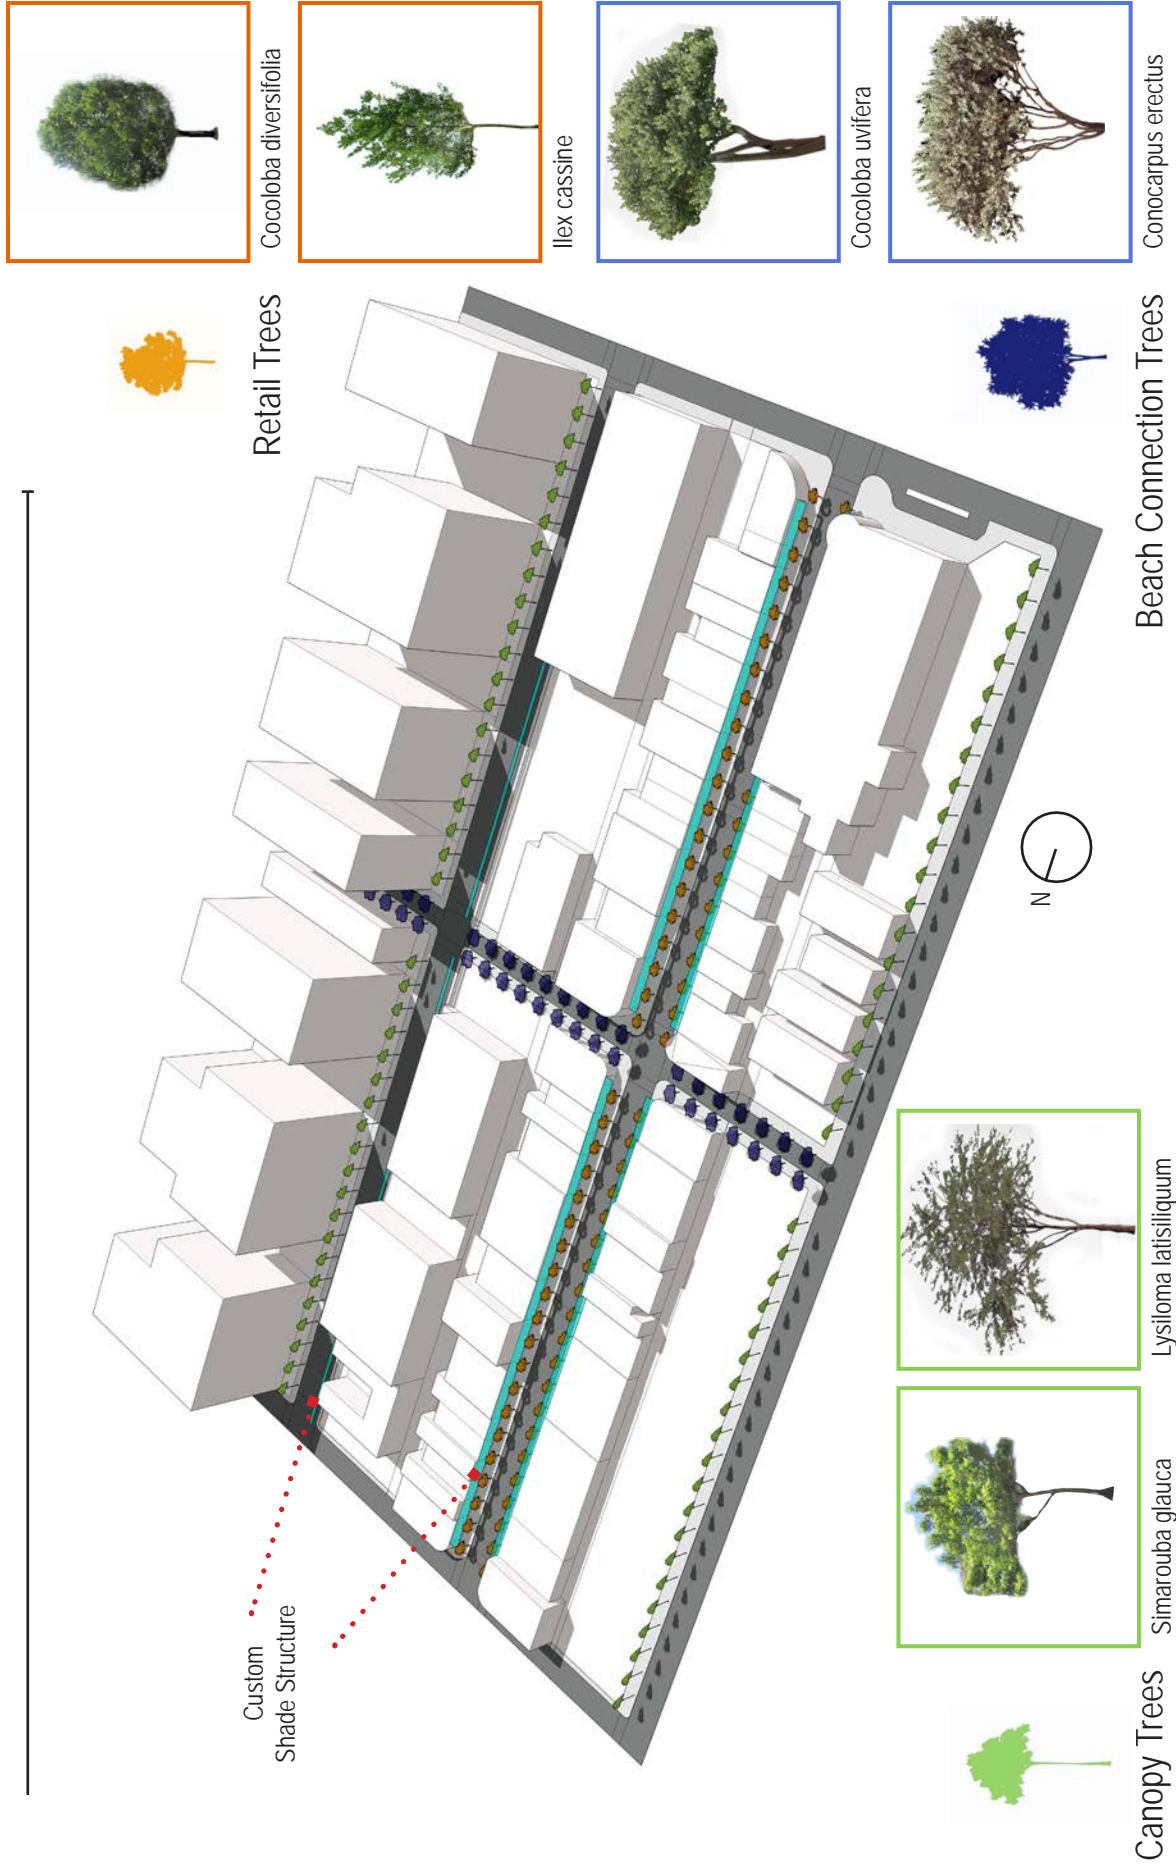 Custom
Shade Structure
Retail Trees
Cocoloba diversifolia
Ilex cassine
Canopy Trees
Simarouba glauca
Lysiloma latisiliquum
N
Beach Connection Trees
Cocoloba uvifera
Conocarpus erectus